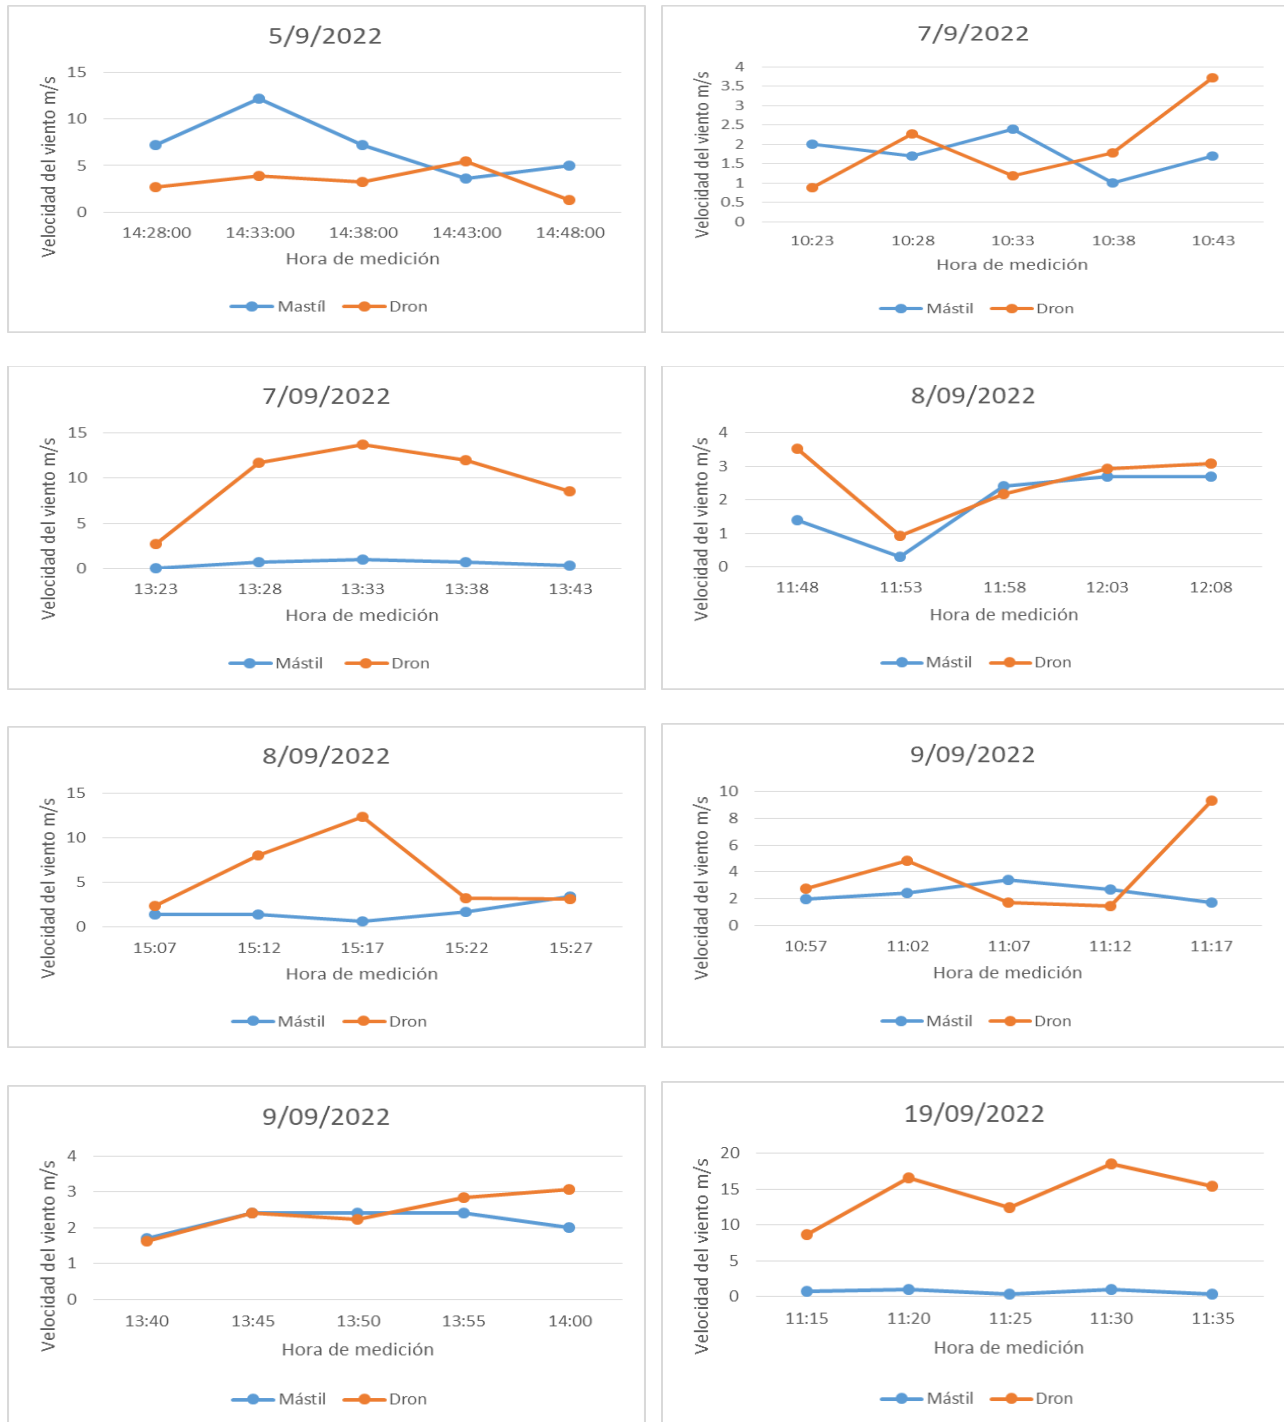 5/9/2022
Velocidad del viento m/s
15
10
5
0
14:28:00 14:33:00 14:38:00 14:43:00 14:48:00
Hora de medición
Mastíl Dron
7/9/2022
Velocidad del viento m/s
4
3.5
3
2.5
2
1.5
1
0.5
0
10:23 10:28 10:33 10:38 10:43
Hora de medición
Mástil Dron
7/09/2022
Velocidad del viento m/s
15
10
5
0
13:23 13:28 13:33 13:38 13:43
Hora de medición
Mástil Dron
8/09/2022
Velocidad del viento m/s
4
3
2
1
0
11:48 11:53 11:58 12:03 12:08
Hora de medición
Mástil Dron
8/09/2022
Velocidad del viento m/s
15
10
5
0
15:07 15:12 15:17 15:22 15:27
Hora de medición
Mástil Dron
9/09/2022
Velocidad del viento m/s
10
8
6
4
2
0
10:57 11:02 11:07 11:12 11:17
Hora de medición
Mástil Dron
9/09/2022
Velocidad del viento m/s
4
3
2
1
0
13:40 13:45 13:50 13:55 14:00
Hora de medición
Mástil Dron
19/09/2022
Velocidad del viento m/s
20
15
10
5
0
11:15 11:20 11:25 11:30 11:35
Hora de medición
Mástil Dron